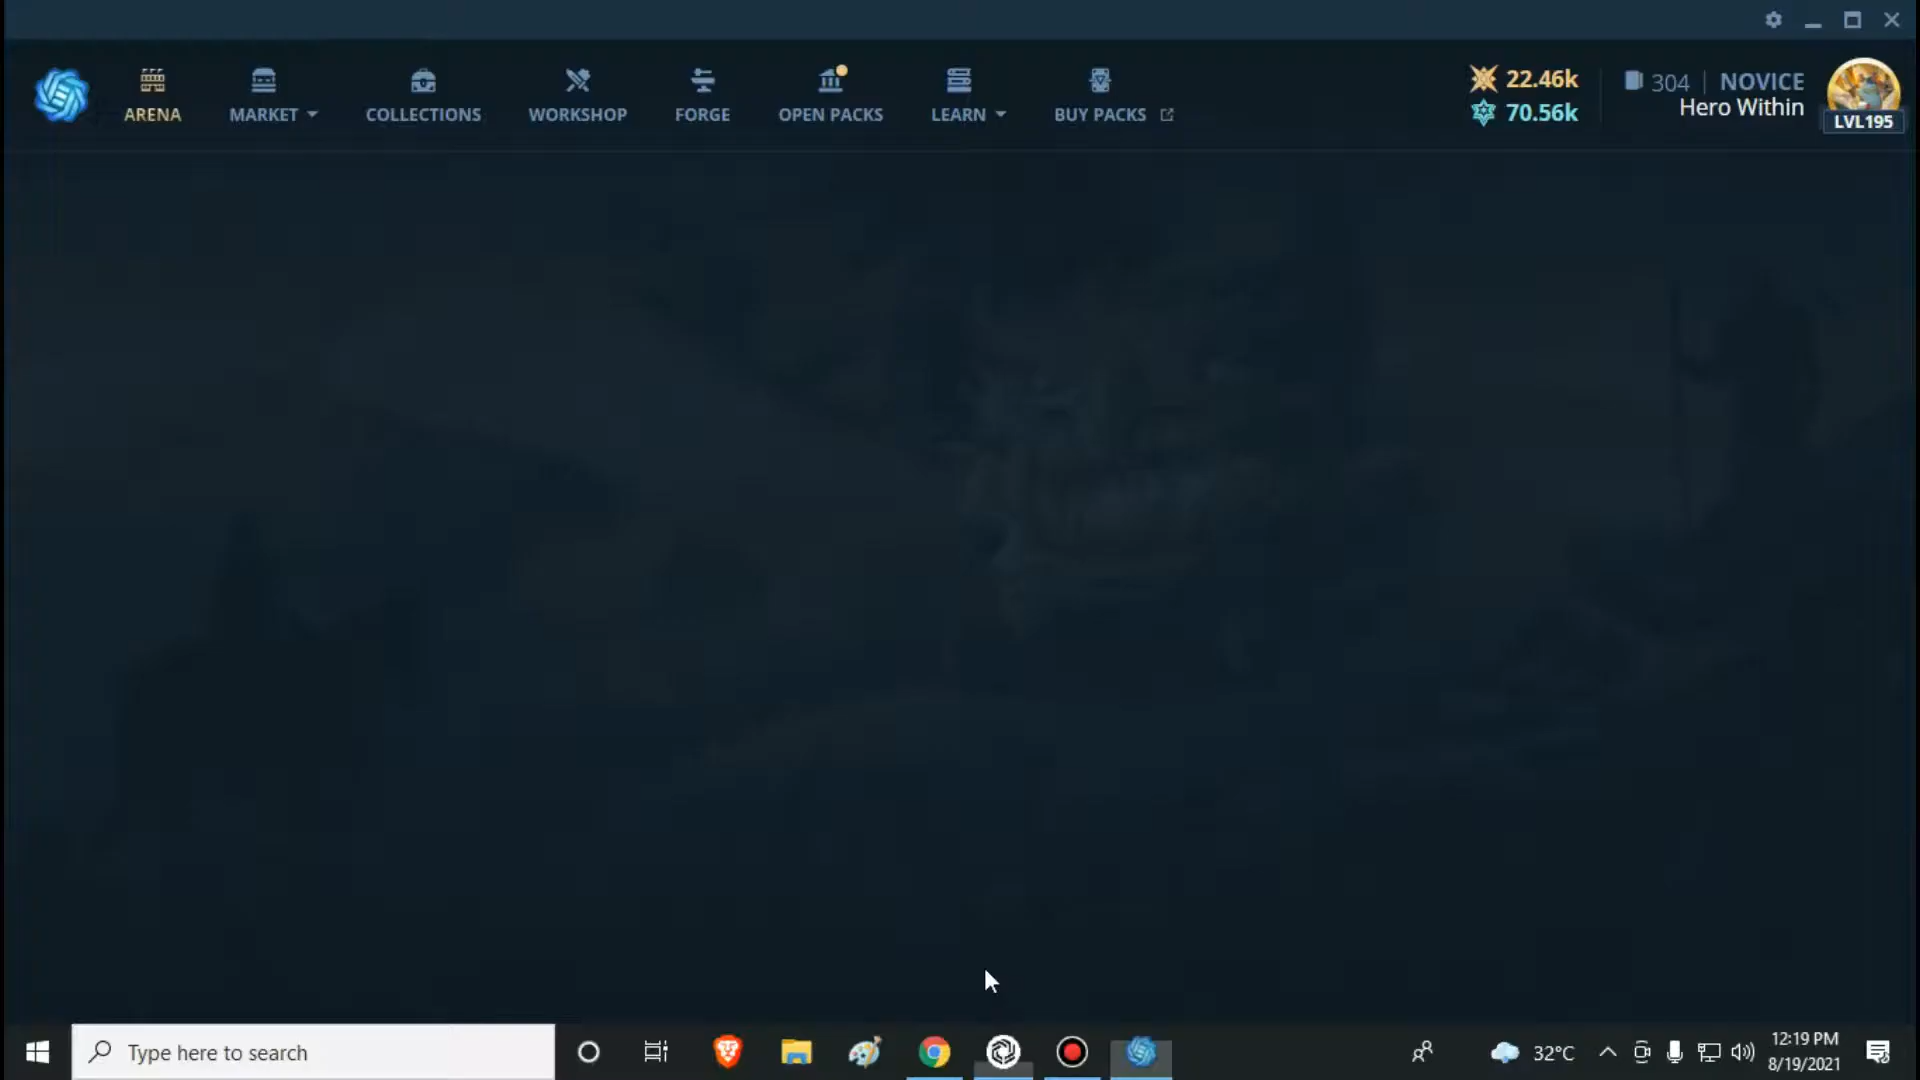 ARENA
MARKET
COLLECTIONS
WORKSHOP
FORGE
OPEN PACKS
LEARN
BUY PACKS
22.46k
70.56k
304 | NOVICE
Hero Within
LVL195
Type here to search
32°C
12:19 PM
8/19/2021